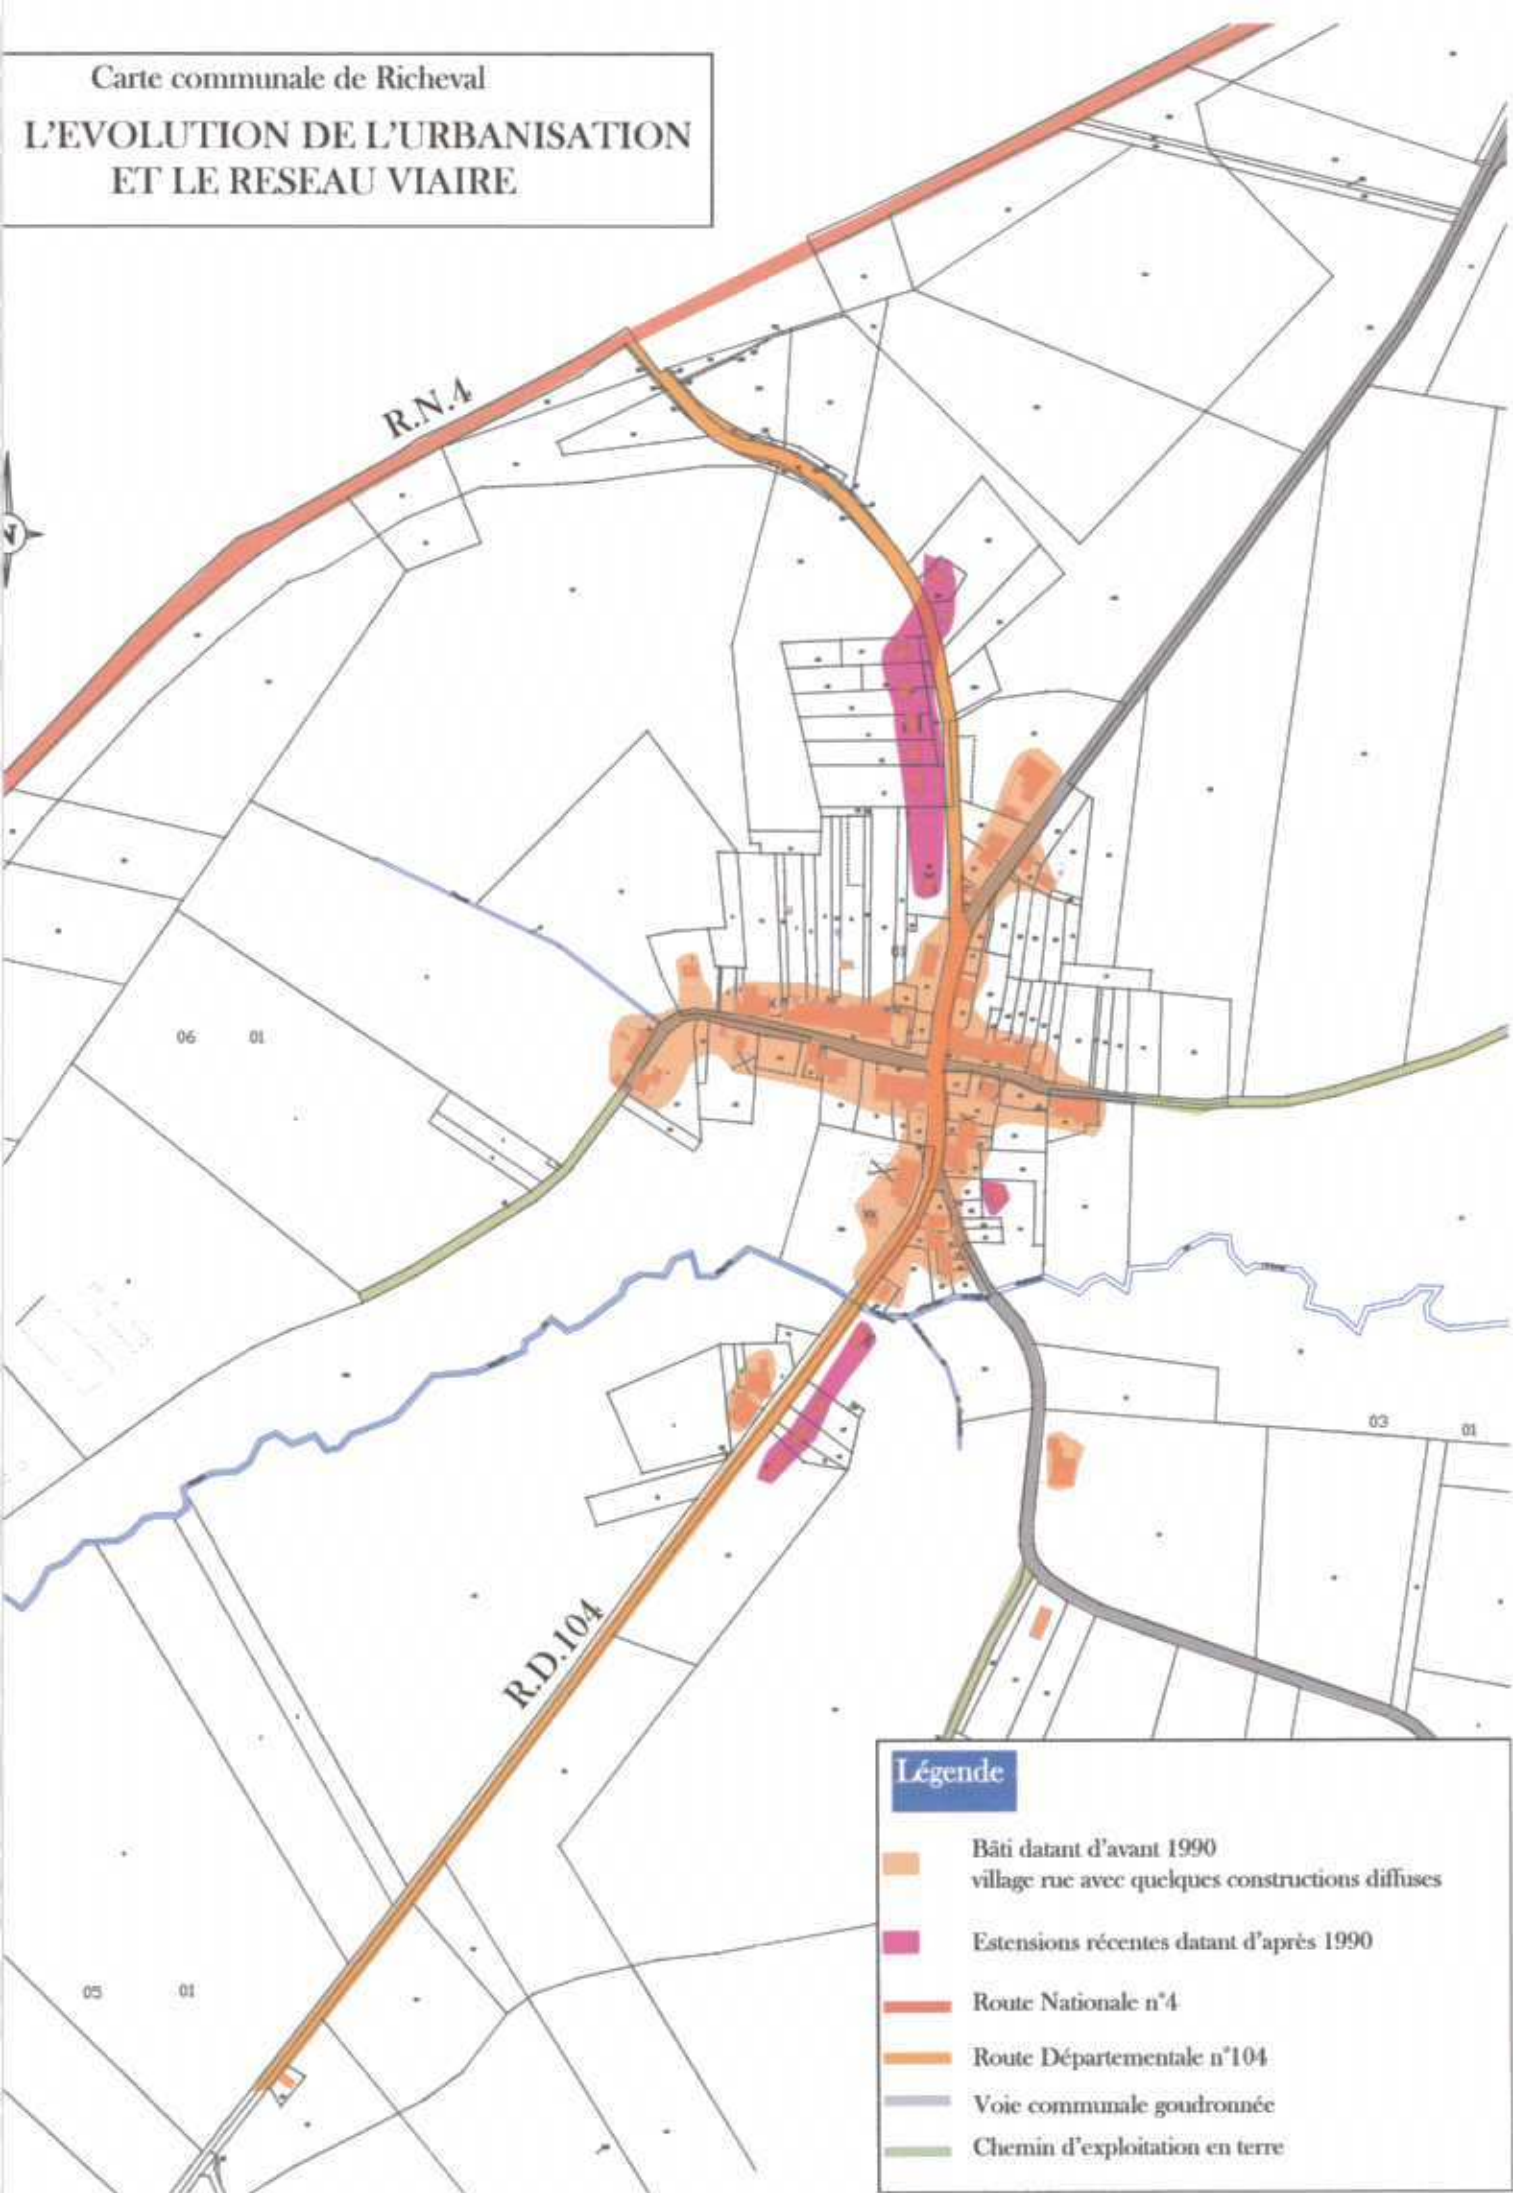 Carte communale de Richeval
L'EVOLUTION DE L'URBANISATION
ET LE RESEAU VIAIRE
R.N.4
N
06 01
03 01
R.D.104
05 01
Légende
Bâti datant d'avant 1990
village rue avec quelques constructions diffuses
Estensions récentes datant d'après 1990
Route Nationale n°4
Route Départementale n°104
Voie communale goudronnée
Chemin d'exploitation en terre